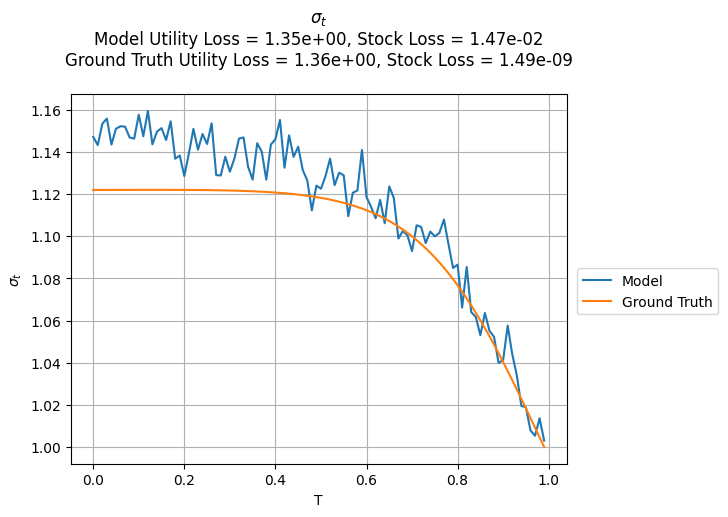 σt
Model Utility Loss = 1.35e+00, Stock Loss = 1.47e-02
Ground Truth Utility Loss = 1.36e+00, Stock Loss = 1.49e-09
1.16
1.14
1.12
1.10
1.08
1.06
1.04
1.02
1.00
σt
0.0 0.2 0.4 0.6 0.8 1.0
T
Model
Ground Truth